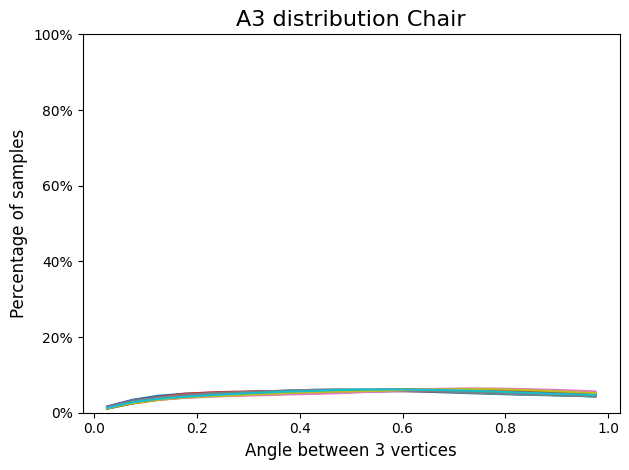 A3 distribution Chair
100%
80%
60%
40%
20%
0%
Percentage of samples
0.0 0.2 0.4 0.6 0.8 1.0
Angle between 3 vertices